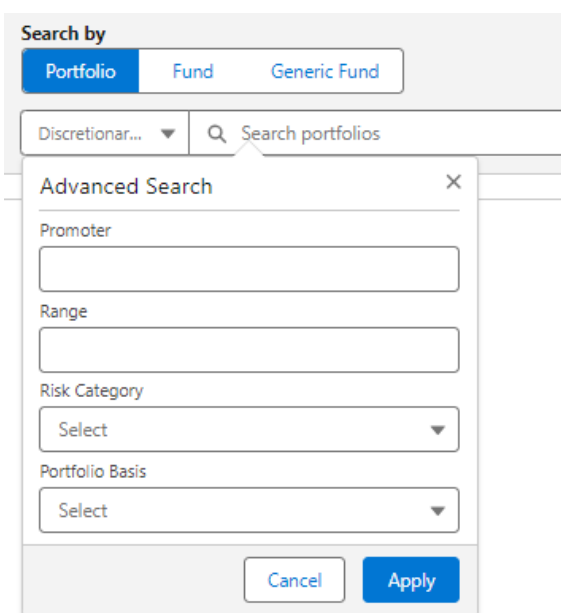 Search by
Portfolio Fund Generic Fund
Discretionar... Search portfolios
Advanced Search
Promoter
Range
Risk Category
Select
Portfolio Basis
Select
Cancel Apply